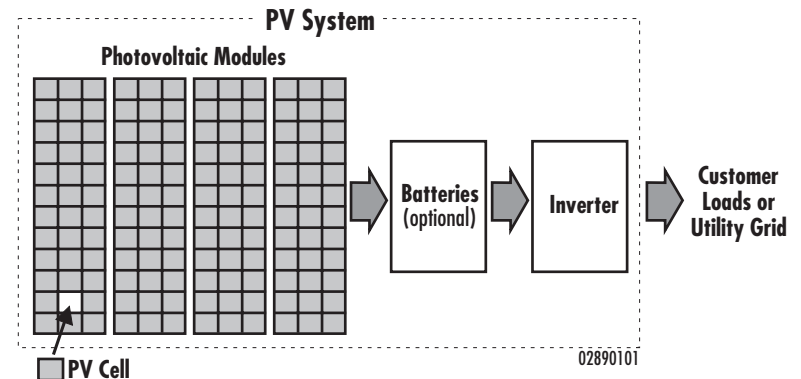 PV System
Photovoltaic Modules
Batteries
(optional)
Inverter
Customer
Loads or
Utility Grid
02890101
PV Cell